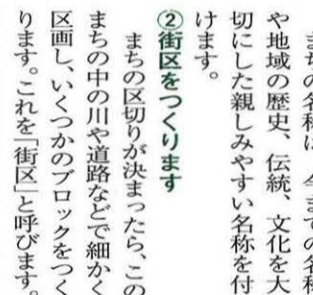 まちの名称は、今までの名称
や地域の歴史、伝統、文化を大
切にした親しみやすい名称を付
けます。
②街区をつくります
まちの区切りが決まったら、この
まちの中の川や道路などで細かく
区画し、いくつかのブロックをつく
ります。これを「街区」と呼びます。